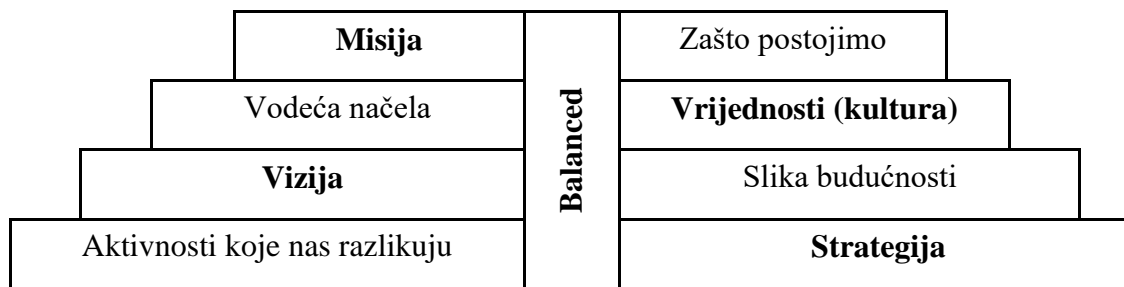 Misija
Zašto postojimo
Vodeća načela
Vrijednosti (kultura)
Vizija
Slika budućnosti
Aktivnosti koje nas razlikuju
Strategija
Balanced